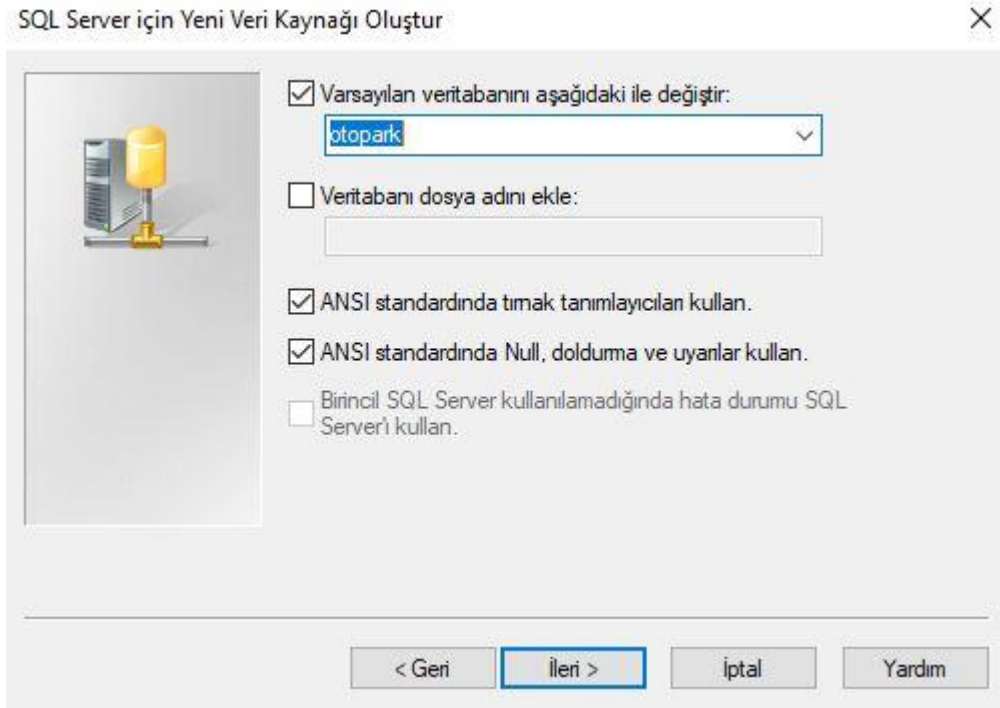 SQL Server için Yeni Veri Kaynağı Oluştur
Varsayılan veritabanını aşağıdaki ile değiştir:
otopark
Veritabanı dosya adını ekle:
ANSI standardında tırnak tanımlayıcıları kullan.
ANSI standardında Null, doldurma ve uyarılar kullan.
Birincil SQL Server kullanılamadığında hata durumu SQL
Server'ı kullan.
< Geri
İleri >
İptal
Yardım